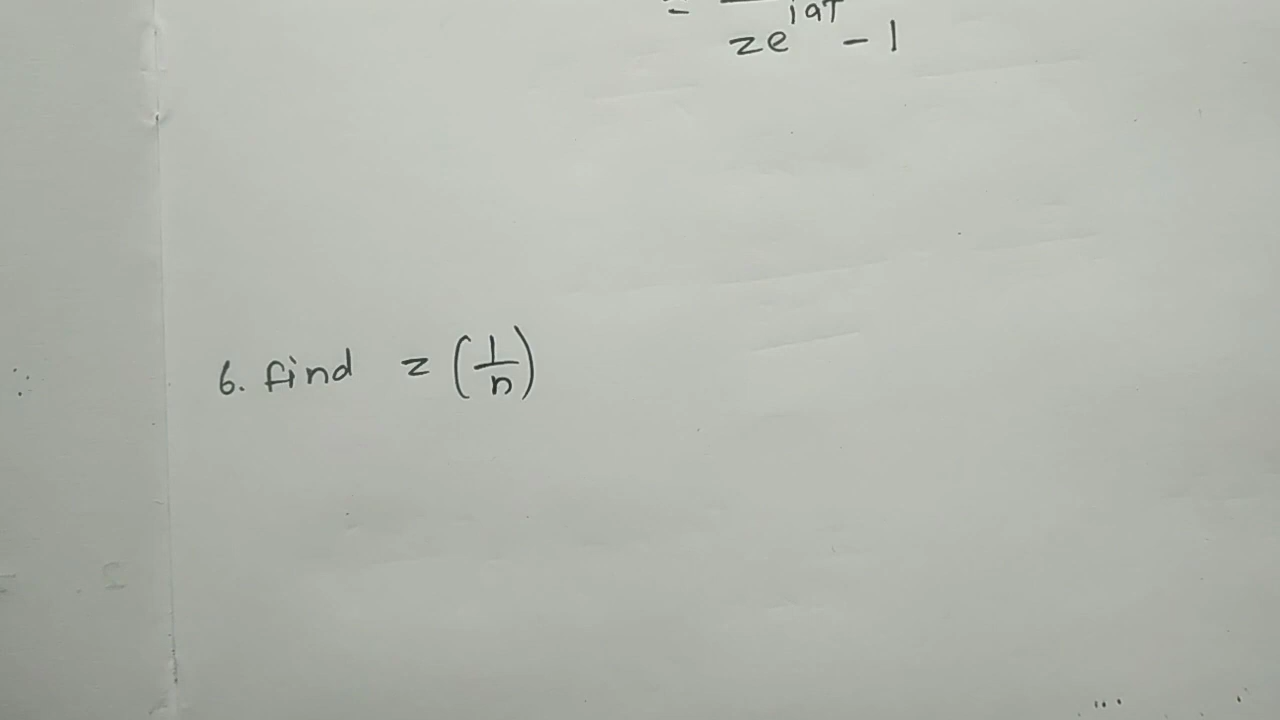 = iaT
ze - 1
6. find z (1/n)